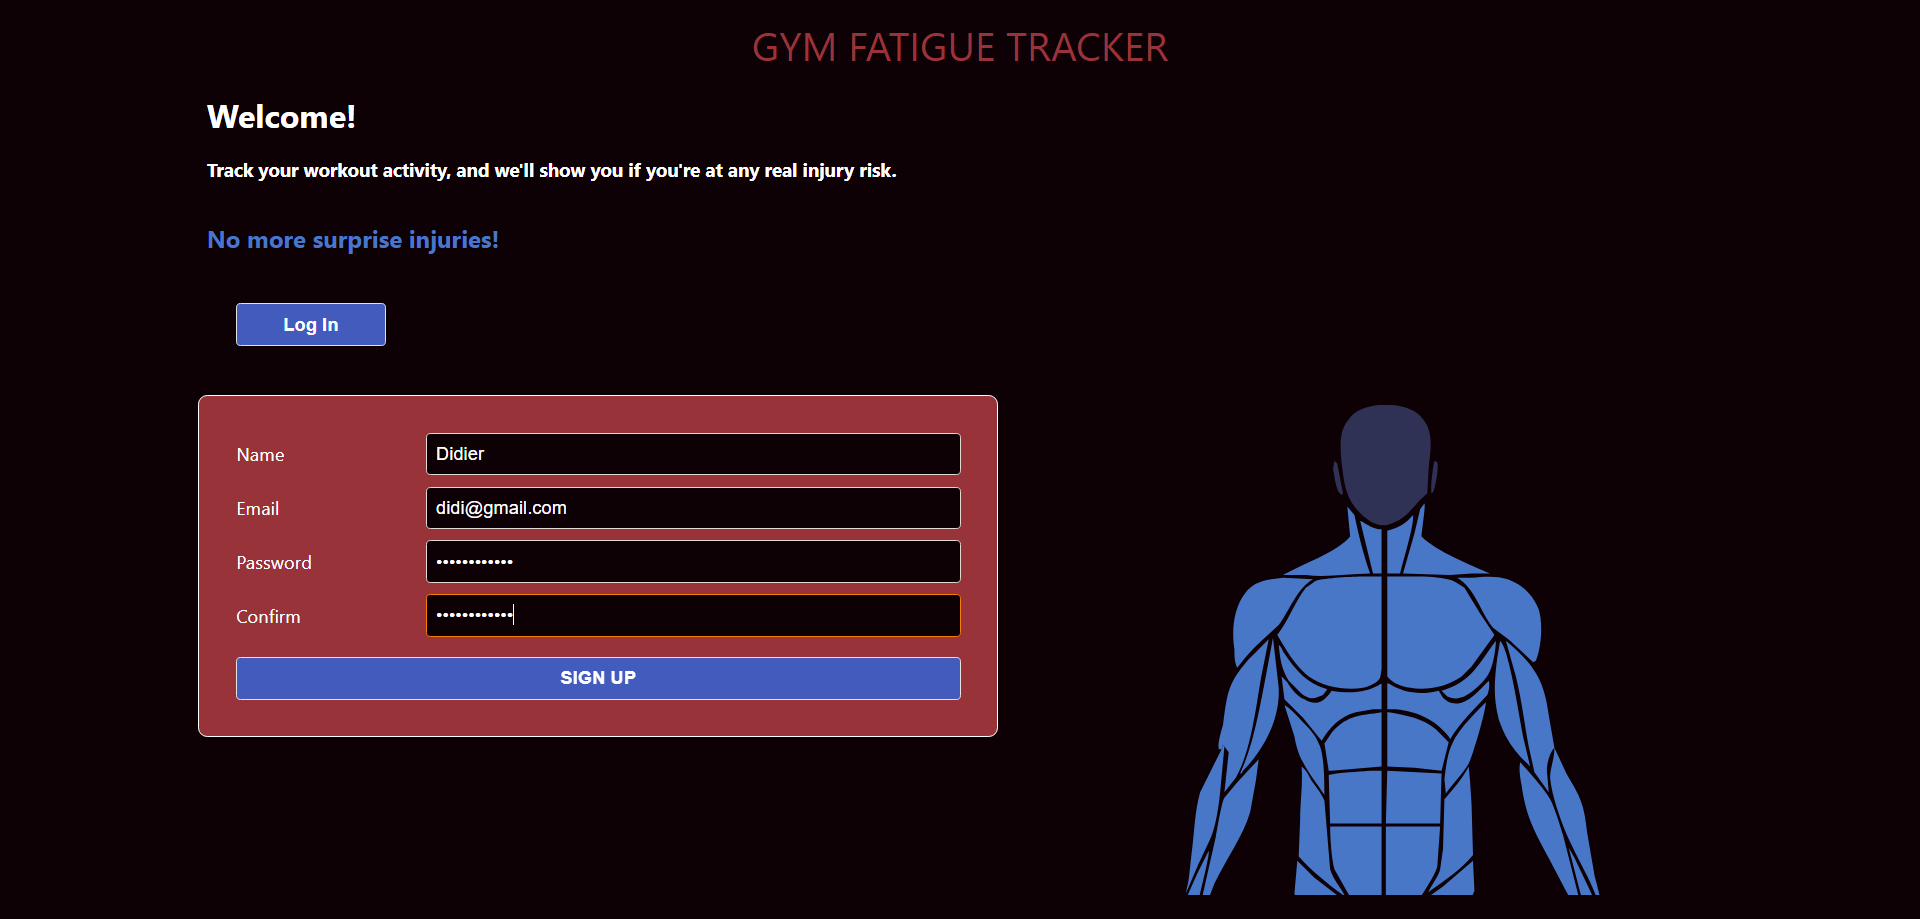 GYM FATIGUE TRACKER
Welcome!
Track your workout activity, and we'll show you if you're at any real injury risk.
No more surprise injuries!
Log In
Name
Didier
Email
didi@gmail.com
Password
••••••••••••
Confirm
••••••••••••
SIGN UP